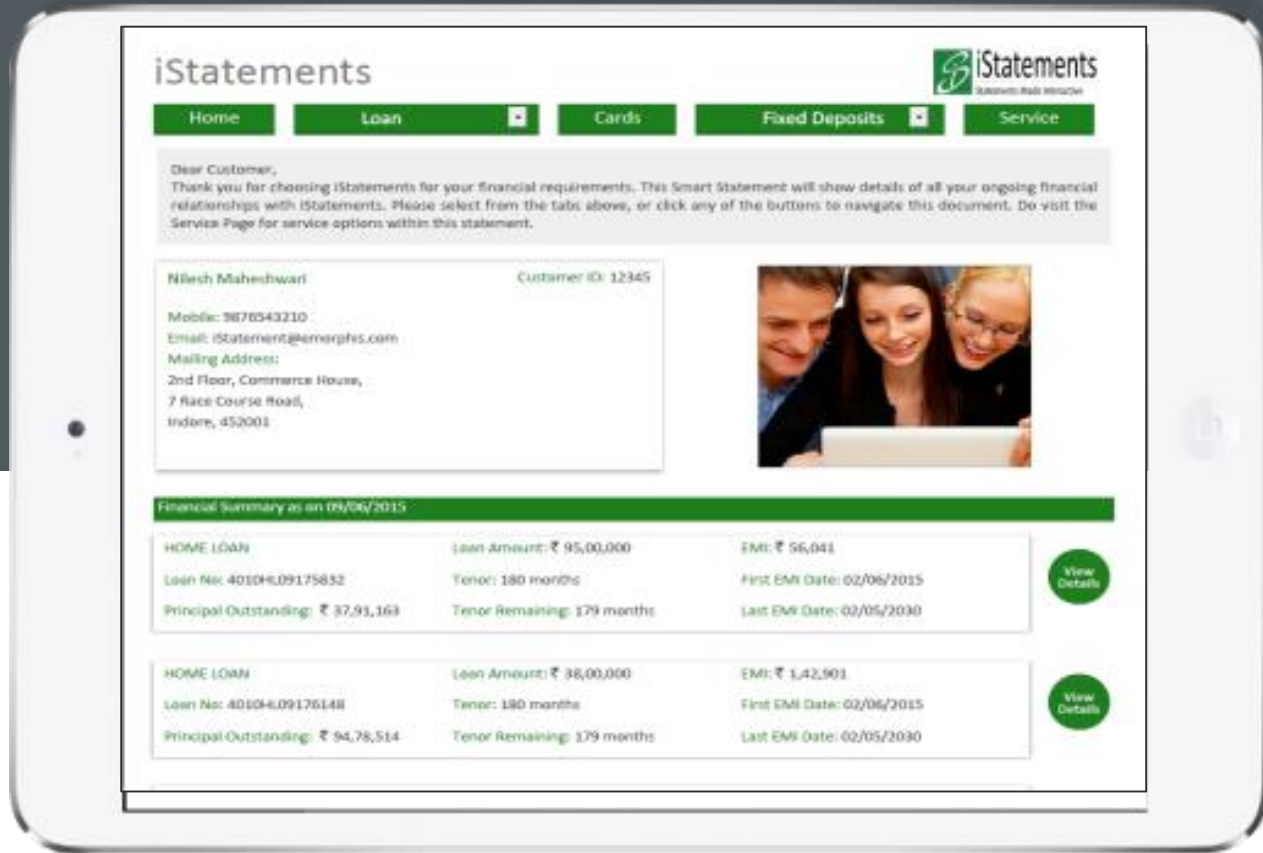 iStatements
iStatements
Statements Made Interactive
Home Loan Cards Fixed Deposits Service
Dear Customer,
Thank you for choosing iStatements for your financial requirements. This Smart Statement will show details of all your ongoing financial
relationships with iStatements. Please select from the tabs above, or click any of the buttons to navigate this document. Do visit the
Service Page for service options within this statement.
Nilesh Maheshwari Customer ID: 12345
Mobile: 9876543210
Email: iStatement@emorphis.com
Mailing Address:
2nd Floor, Commerce House,
7 Race Course Road,
Indore, 452001
Financial Summary as on 09/06/2015
HOME LOAN Loan Amount: ₹ 95,00,000 EMI: ₹ 56,041
Loan No: 4010HL09175832 Tenor: 180 months First EMI Date: 02/06/2015
Principal Outstanding: ₹ 37,91,163 Tenor Remaining: 179 months Last EMI Date: 02/05/2030
View
Details
HOME LOAN Loan Amount: ₹ 38,00,000 EMI: ₹ 1,42,901
Loan No: 4010HL09176148 Tenor: 180 months First EMI Date: 02/06/2015
Principal Outstanding: ₹ 94,78,514 Tenor Remaining: 179 months Last EMI Date: 02/05/2030
View
Details